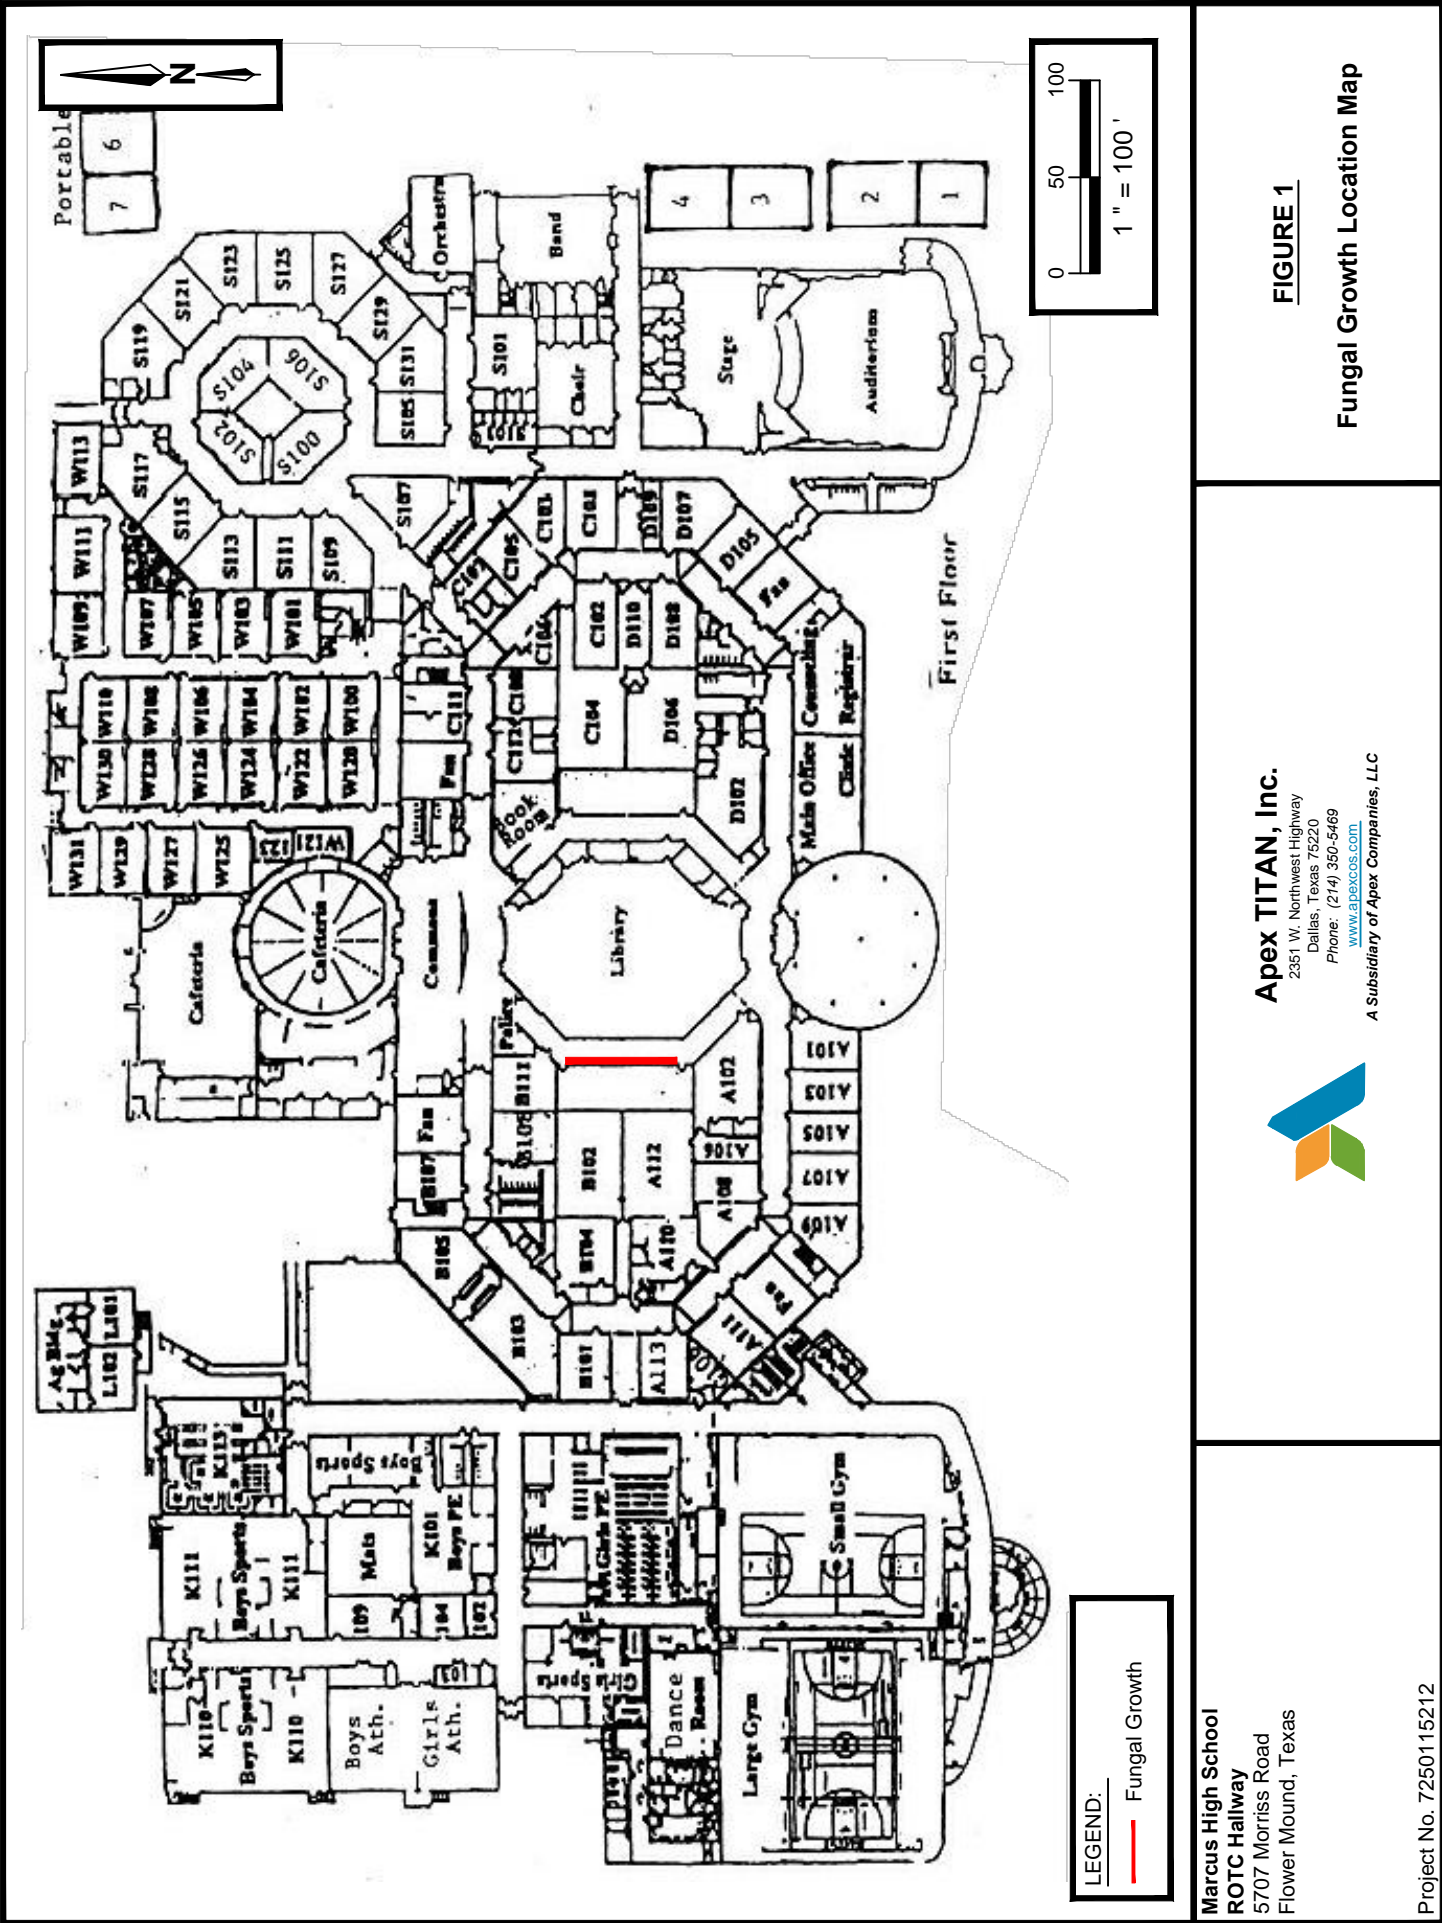 Portable
7
6
N
0
50
100
1 " = 100 '
4
3
2
1
Orchestra
Band
S101
Choir
Stage
Auditorium
S119
S121
S123
S125
S127
S129
S131
S105
S104
S106
S102
S100
S117
S115
S113
S111
S109
S107
W113
W111
W109
W107
W105
W103
W101
W110
W108
W106
W104
W102
W100
W130
W128
W126
W124
W122
W120
W131
W129
W127
W125
W121
Cafeteria
Cafeteria
Commons
C107
C105
C103
C101
D109
D107
D105
Fan
C106
C102
D110
D108
C111
C108
C104
D106
Fan
C112
D102
Book
Room
Counseling
Registrar
Main Office
Clinic
First Floor
Library
Police
B111
A102
A101
A103
A105
A107
A109
Fan
B107
B108
B102
A112
A106
A108
B105
B104
A110
Fan
A111
B103
B101
A113
Ag Bldg.
L101
L102
K113
Boys Sports
K111
Boys Sports
K111
Mats
K101
Boys PE
109
104
102
103
Girls PE
Small Gym
K110
Boys Sports
K110
Boys
Ath.
Girls
Ath.
Sports
Dance
Room
Large Gym
LEGEND:
Fungal Growth
FIGURE 1
Fungal Growth Location Map
Apex TITAN, Inc.
2351 W. Northwest Highway
Dallas, Texas 75220
Phone: (214) 350-5469
www.apexcos.com
A Subsidiary of Apex Companies, LLC
Marcus High School
ROTC Hallway
5707 Morriss Road
Flower Mound, Texas
Project No. 7250115212